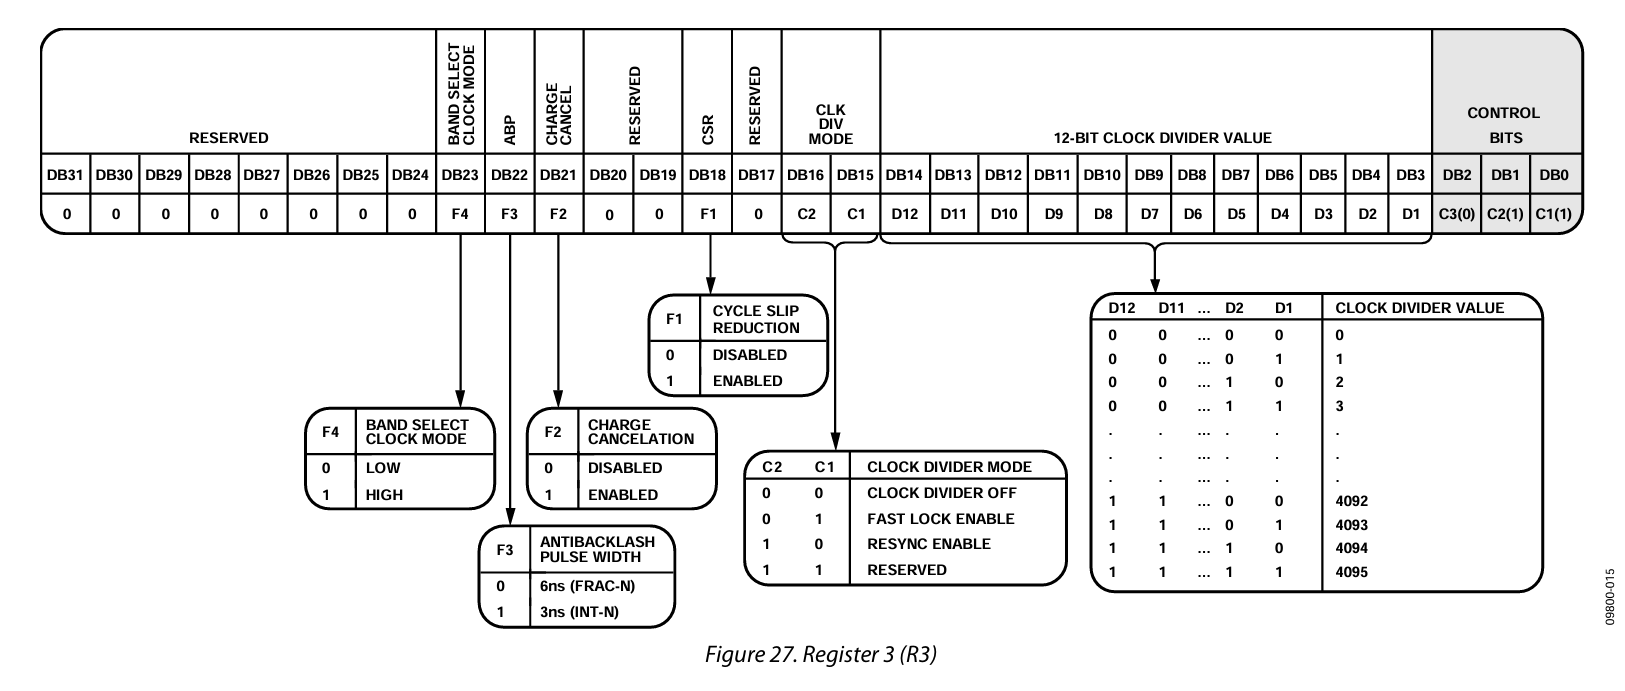 RESERVED
BAND SELECT
CLOCK MODE
ABP
CHARGE
CANCEL
RESERVED
CSR
RESERVED
CLK
DIV
MODE
12-BIT CLOCK DIVIDER VALUE
CONTROL
BITS
DB31 DB30 DB29 DB28 DB27 DB26 DB25 DB24 DB23 DB22 DB21 DB20 DB19 DB18 DB17 DB16 DB15 DB14 DB13 DB12 DB11 DB10 DB9 DB8 DB7 DB6 DB5 DB4 DB3 DB2 DB1 DB0
0 0 0 0 0 0 0 0 F4 F3 F2 0 0 F1 0 C2 C1 D12 D11 D10 D9 D8 D7 D6 D5 D4 D3 D2 D1 C3(0) C2(1) C1(1)
F1 CYCLE SLIP
REDUCTION
0 DISABLED
1 ENABLED
D12 D11 ... D2 D1 CLOCK DIVIDER VALUE
0 0 ... 0 0 0
0 0 ... 0 1 1
0 0 ... 1 0 2
0 0 ... 1 1 3
. . ... . . .
. . ... . . .
. . ... . . .
1 1 ... 0 0 4092
1 1 ... 0 1 4093
1 1 ... 1 0 4094
1 1 ... 1 1 4095
F4 BAND SELECT
CLOCK MODE
0 LOW
1 HIGH
F2 CHARGE
CANCELATION
0 DISABLED
1 ENABLED
C2 C1 CLOCK DIVIDER MODE
0 0 CLOCK DIVIDER OFF
0 1 FAST LOCK ENABLE
1 0 RESYNC ENABLE
1 1 RESERVED
F3 ANTIBACKLASH
PULSE WIDTH
0 6ns (FRAC-N)
1 3ns (INT-N)
09800-015
Figure 27. Register 3 (R3)